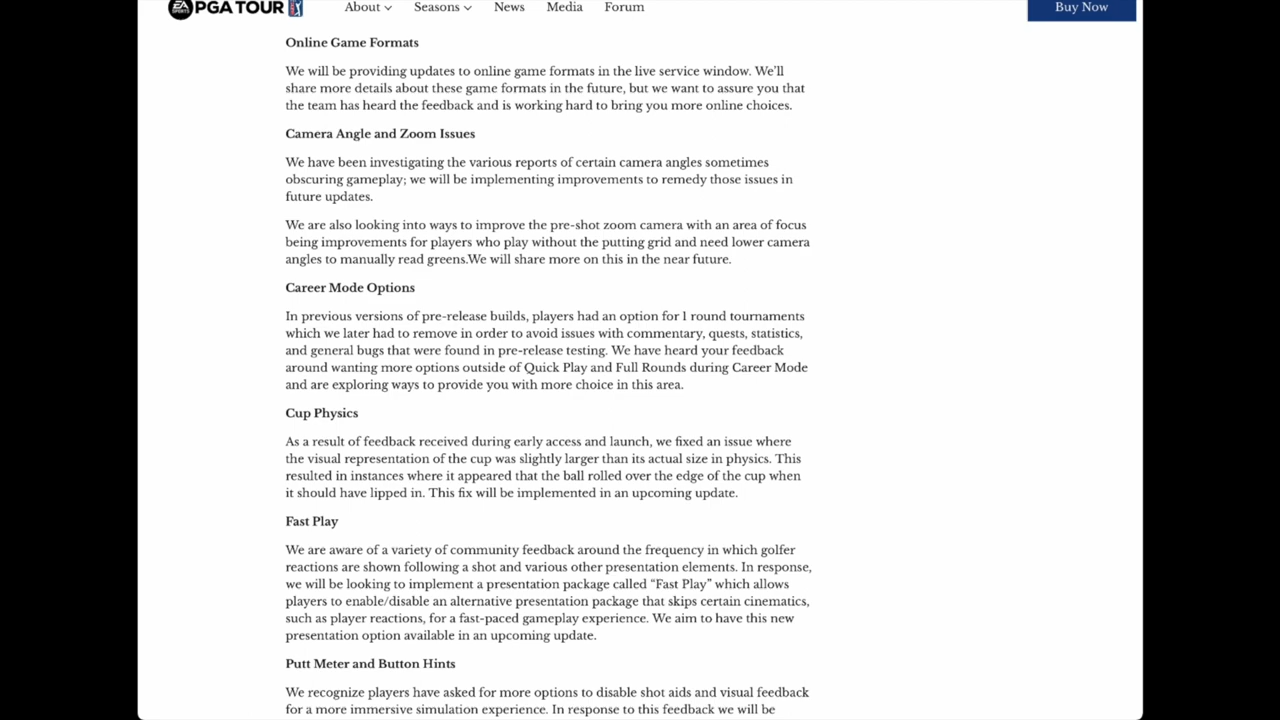 EA SPORTS PGA TOUR
About Seasons News Media Forum Buy Now
Online Game Formats
We will be providing updates to online game formats in the live service window. We'll
share more details about these game formats in the future, but we want to assure you that
the team has heard the feedback and is working hard to bring you more online choices.
Camera Angle and Zoom Issues
We have been investigating the various reports of certain camera angles sometimes
obscuring gameplay; we will be implementing improvements to remedy those issues in
future updates.
We are also looking into ways to improve the pre-shot zoom camera with an area of focus
being improvements for players who play without the putting grid and need lower camera
angles to manually read greens.We will share more on this in the near future.
Career Mode Options
In previous versions of pre-release builds, players had an option for 1 round tournaments
which we later had to remove in order to avoid issues with commentary, quests, statistics,
and general bugs that were found in pre-release testing. We have heard your feedback
around wanting more options outside of Quick Play and Full Rounds during Career Mode
and are exploring ways to provide you with more choice in this area.
Cup Physics
As a result of feedback received during early access and launch, we fixed an issue where
the visual representation of the cup was slightly larger than its actual size in physics. This
resulted in instances where it appeared that the ball rolled over the edge of the cup when
it should have lipped in. This fix will be implemented in an upcoming update.
Fast Play
We are aware of a variety of community feedback around the frequency in which golfer
reactions are shown following a shot and various other presentation elements. In response,
we will be looking to implement a presentation package called “Fast Play” which allows
players to enable/disable an alternative presentation package that skips certain cinematics,
such as player reactions, for a fast-paced gameplay experience. We aim to have this new
presentation option available in an upcoming update.
Putt Meter and Button Hints
We recognize players have asked for more options to disable shot aids and visual feedback
for a more immersive simulation experience. In response to this feedback we will be